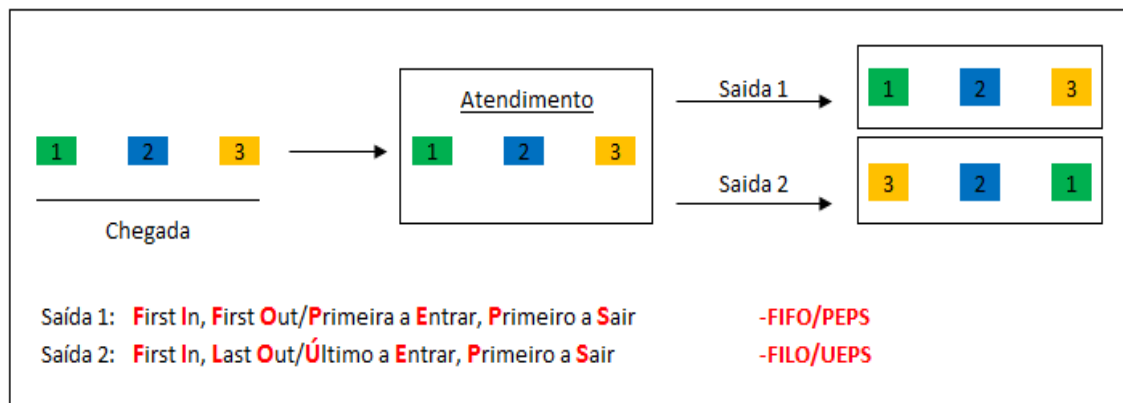 Atendimento
Saida 1
1 2 3
1 2 3
1 2 3
Saida 2
3 2 1
Chegada
Saída 1: First In, First Out/Primeira a Entrar, Primeiro a Sair -FIFO/PEPS
Saída 2: First In, Last Out/Último a Entrar, Primeiro a Sair -FILO/UEPS